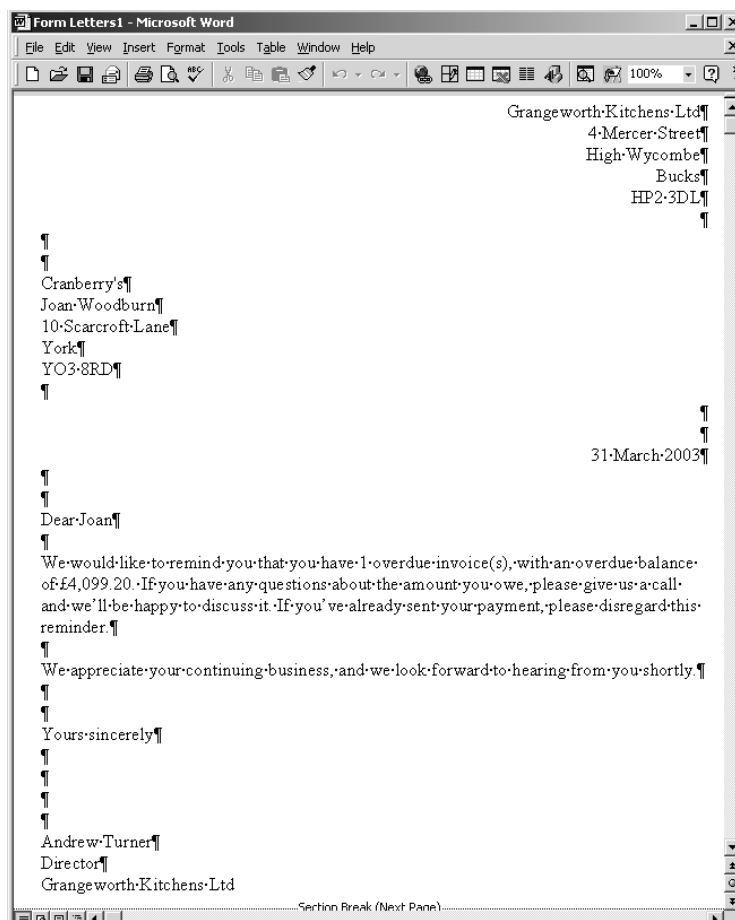 Form Letters1 - Microsoft Word
File Edit View Insert Format Tools Table Window Help
100%
Grangeworth·Kitchens·Ltd¶
4·Mercer·Street¶
High·Wycombe¶
Bucks¶
HP2·3DL¶
¶
¶
¶
Cranberry's¶
Joan·Woodburn¶
10·Scarcroft·Lane¶
York¶
YO3·8RD¶
¶
¶
¶
31·March·2003¶
¶
¶
Dear·Joan¶
¶
We·would·like·to·remind·you·that·you·have·1·overdue·invoice(s),·with·an·overdue·balance·
of·£4,099.20.·If·you·have·any·questions·about·the·amount·you·owe,·please·give·us·a·call·
and·we’ll·be·happy·to·discuss·it.·If·you’ve·already·sent·your·payment,·please·disregard·this·
reminder.¶
¶
We·appreciate·your·continuing·business,·and·we·look·forward·to·hearing·from·you·shortly.¶
¶
¶
Yours·sincerely¶
¶
¶
¶
¶
Andrew·Turner¶
Director¶
Grangeworth·Kitchens·Ltd
Section Break (Next Page)